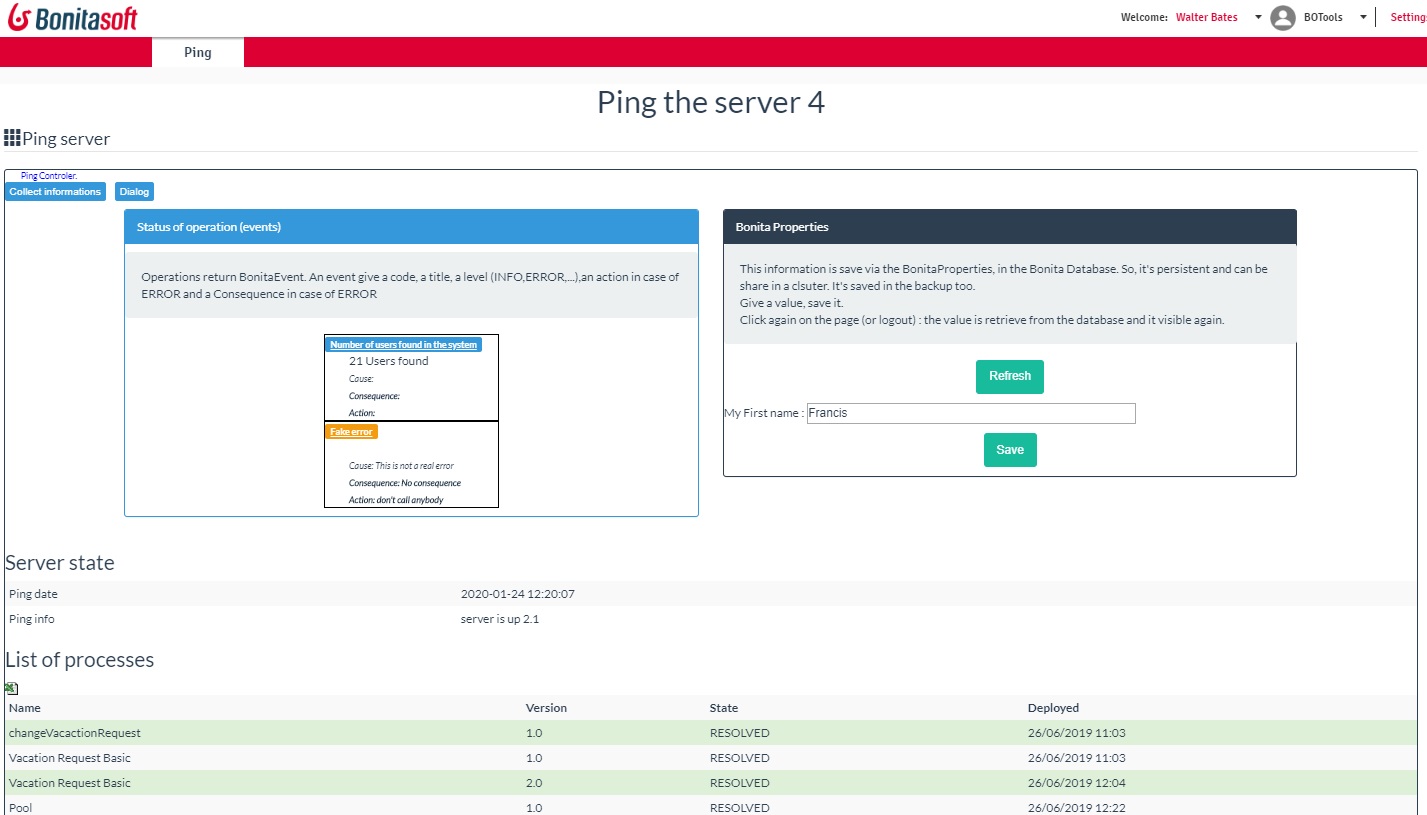 Bonitasoft
Welcome: Walter Bates BOTools Setting
Ping
Ping the server 4
Ping server
Ping Controler.
Collect informations Dialog
Status of operation (events)
Operations return BonitaEvent. An event give a code, a title, a level (INFO,ERROR,...),an action in case of
ERROR and a Consequence in case of ERROR
Number of users found in the system
21 Users found
Cause:
Consequence:
Action:
Fake error
Cause: This is not a real error
Consequence: No consequence
Action: don't call anybody
Bonita Properties
This information is save via the BonitaProperties, in the Bonita Database. So, it's persistent and can be
share in a clsuter. It's saved in the backup too.
Give a value, save it.
Click again on the page (or logout) : the value is retrieve from the database and it visible again.
Refresh
My First name : Francis
Save
Server state
Ping date 2020-01-24 12:20:07
Ping info server is up 2.1
List of processes
Name Version State Deployed
changeVacactionRequest 1.0 RESOLVED 26/06/2019 11:03
Vacation Request Basic 1.0 RESOLVED 26/06/2019 11:03
Vacation Request Basic 2.0 RESOLVED 26/06/2019 12:04
Pool 1.0 RESOLVED 26/06/2019 12:22